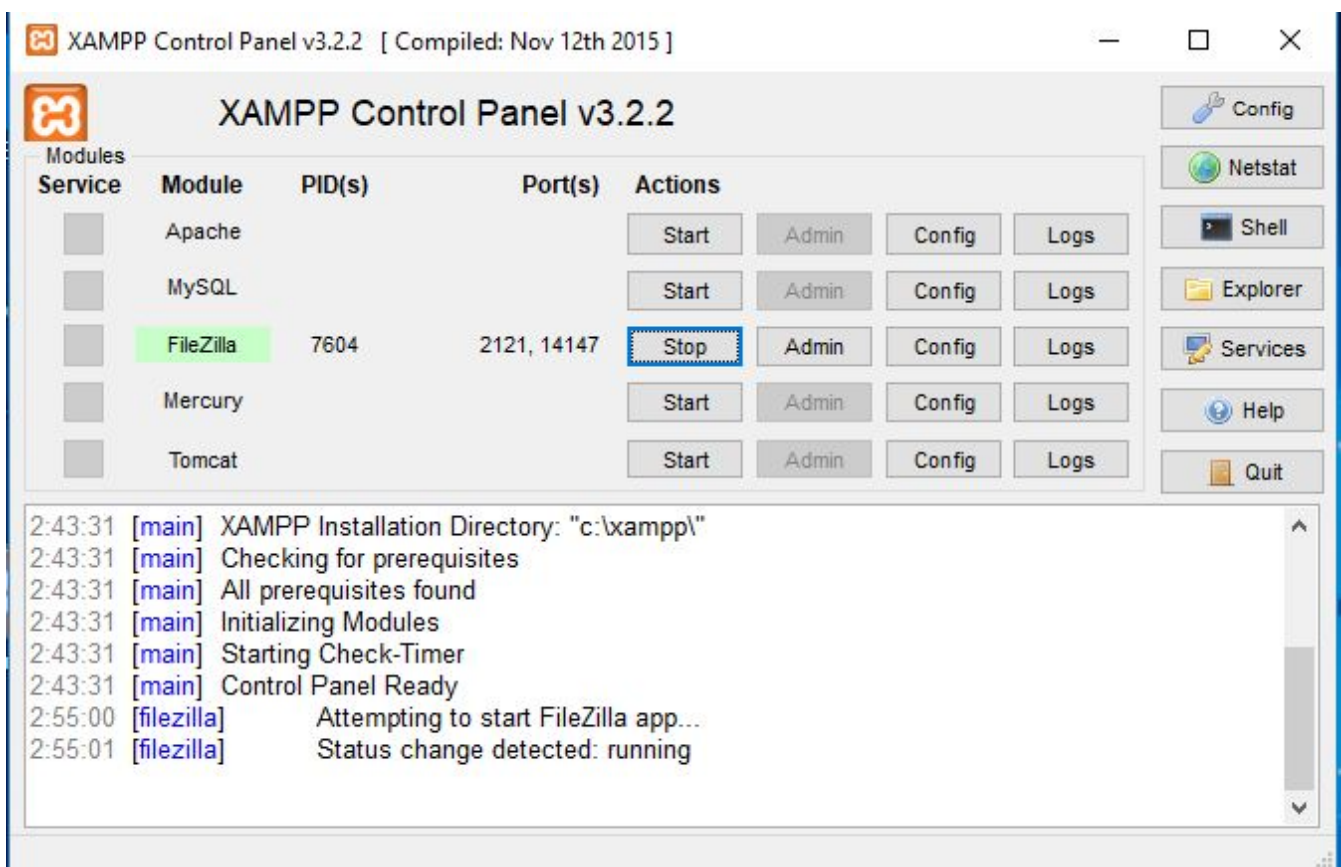 XAMPP Control Panel v3.2.2 [ Compiled: Nov 12th 2015 ]
XAMPP Control Panel v3.2.2
Config
Modules
Netstat
Service Module PID(s) Port(s) Actions
Apache Start Admin Config Logs
Shell
MySQL Start Admin Config Logs
Explorer
FileZilla 7604 2121, 14147 Stop Admin Config Logs
Services
Mercury Start Admin Config Logs
Help
Tomcat Start Admin Config Logs
Quit
2:43:31 [main] XAMPP Installation Directory: "c:\xampp\"
2:43:31 [main] Checking for prerequisites
2:43:31 [main] All prerequisites found
2:43:31 [main] Initializing Modules
2:43:31 [main] Starting Check-Timer
2:43:31 [main] Control Panel Ready
2:55:00 [filezilla] Attempting to start FileZilla app...
2:55:01 [filezilla] Status change detected: running